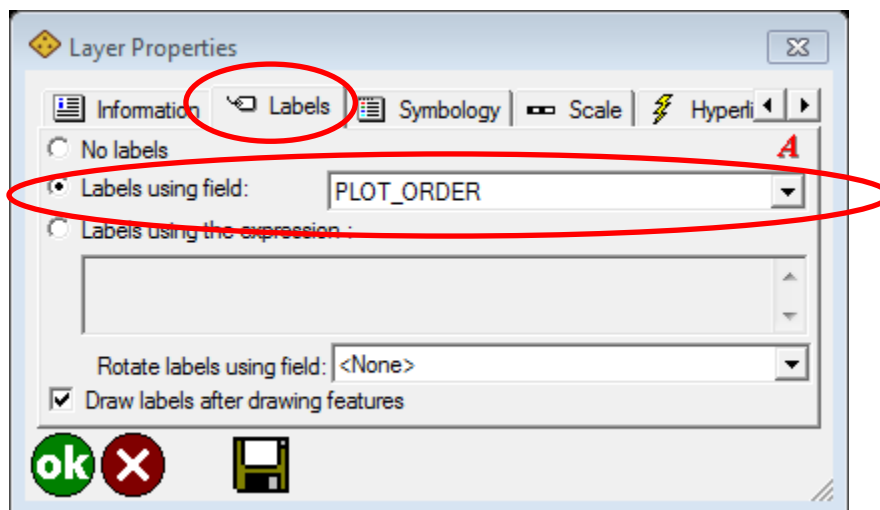 Layer Properties
Information Labels Symbology Scale Hyperli
No labels A
Labels using field: PLOT_ORDER
Labels using the expression :
Rotate labels using field: <None>
Draw labels after drawing features
ok